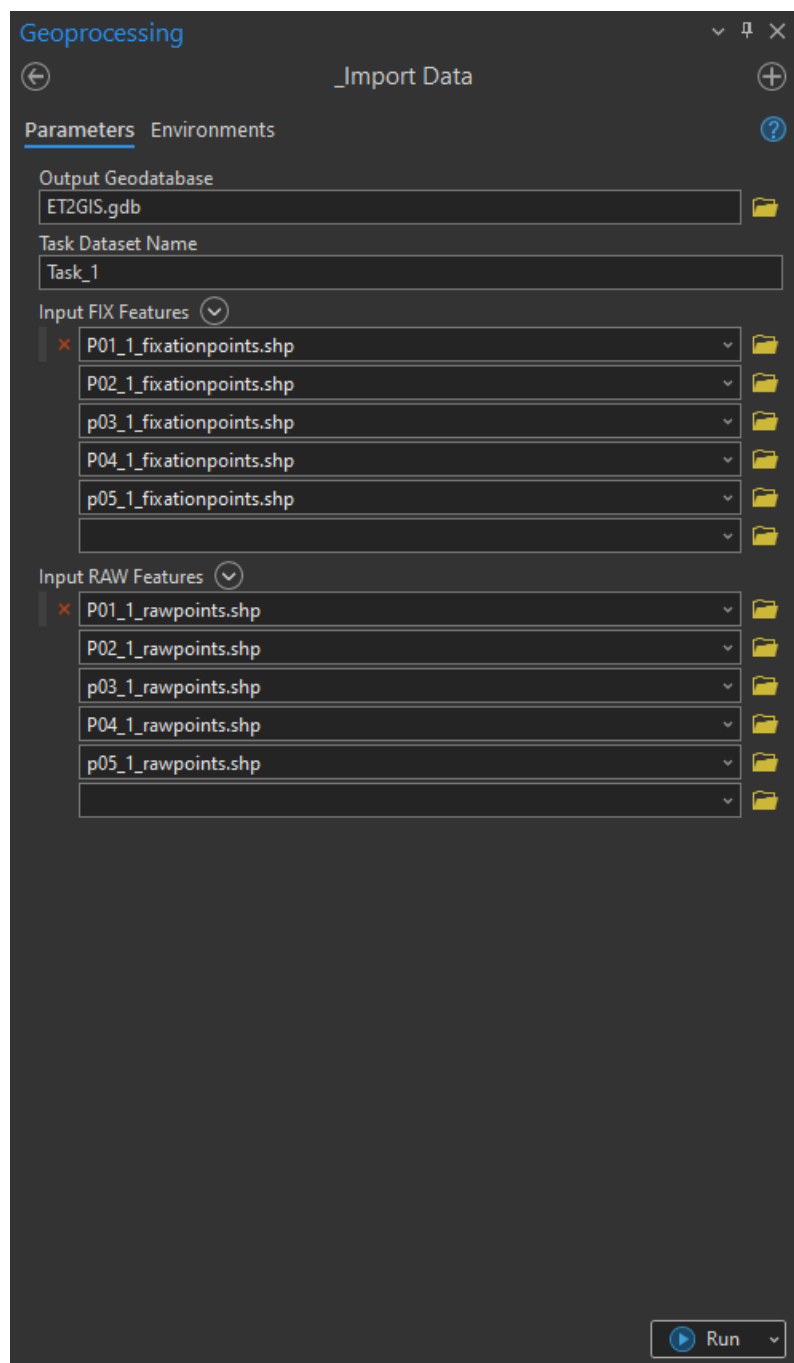 Geoprocessing
_Import Data
Parameters Environments
Output Geodatabase
ET2GIS.gdb
Task Dataset Name
Task_1
Input FIX Features
P01_1_fixationpoints.shp
P02_1_fixationpoints.shp
p03_1_fixationpoints.shp
P04_1_fixationpoints.shp
p05_1_fixationpoints.shp
Input RAW Features
P01_1_rawpoints.shp
P02_1_rawpoints.shp
p03_1_rawpoints.shp
P04_1_rawpoints.shp
p05_1_rawpoints.shp
Run